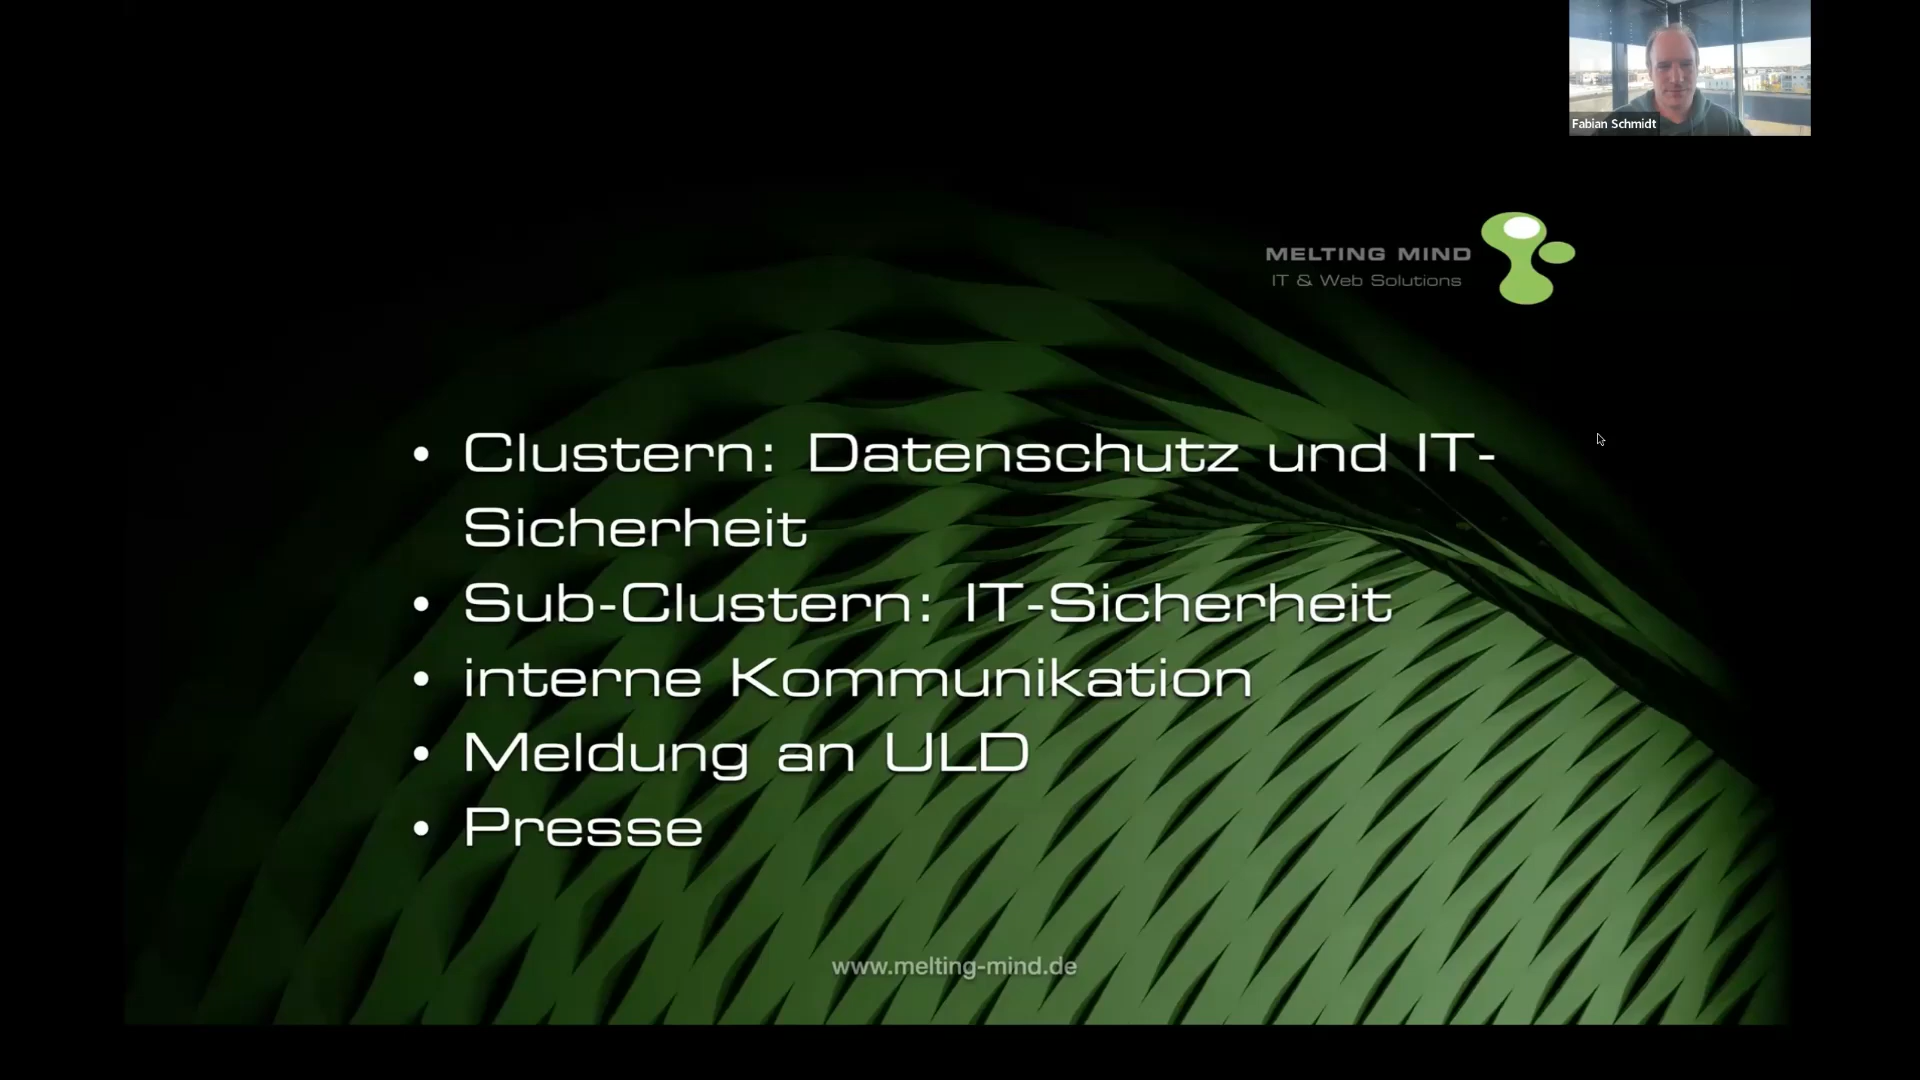 Fabian Schmidt
MELTING MIND
IT & Web Solutions
• Clustern: Datenschutz und IT-
Sicherheit
• Sub-Clustern: IT-Sicherheit
• interne Kommunikation
• Meldung an ULD
• Presse
www.melting-mind.de